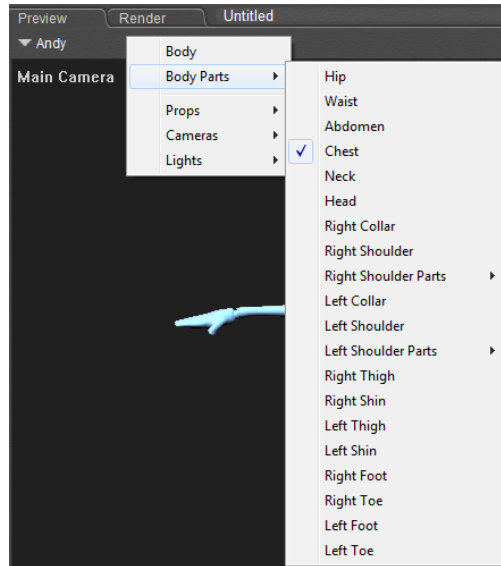 Preview Render Untitled
Andy
Main Camera
Body
Body Parts
Props
Cameras
Lights
Hip
Waist
Abdomen
Chest
Neck
Head
Right Collar
Right Shoulder
Right Shoulder Parts
Left Collar
Left Shoulder
Left Shoulder Parts
Right Thigh
Right Shin
Left Thigh
Left Shin
Right Foot
Right Toe
Left Foot
Left Toe